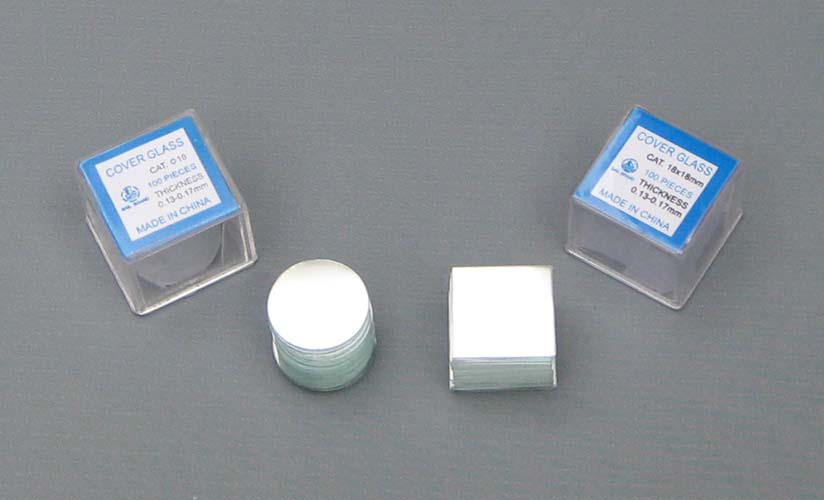 COVER GLASS
CAT. O 10
100 PIECES
THICKNESS
0.13-0.17mm
MADE IN CHINA
COVER GLASS
CAT. 18x18mm
100 PIECES
THICKNESS
0.13-0.17mm
MADE IN CHINA